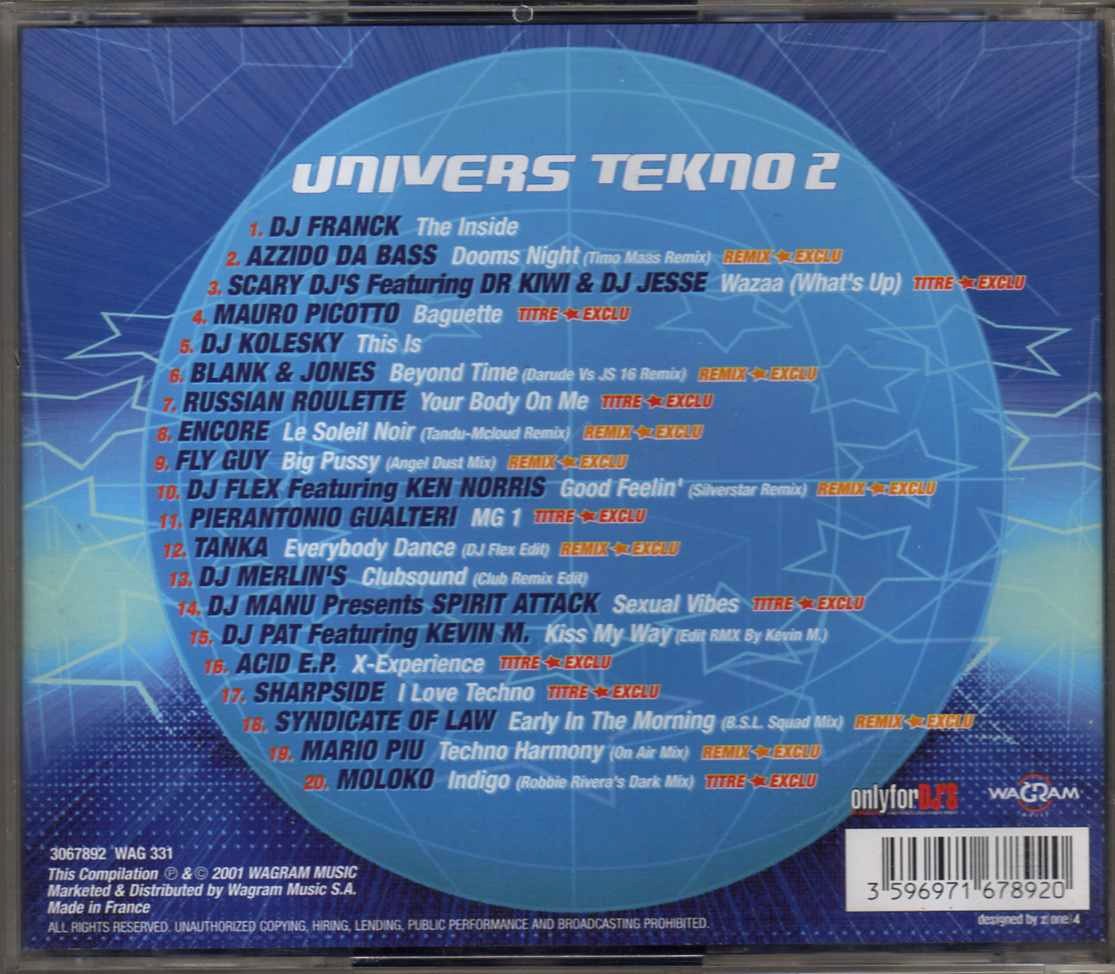 UNIVERS TEKNO 2
1. DJ FRANCK The Inside
2. AZZIDO DA BASS Dooms Night (Timo Maas Remix) REMIX ★ EXCLU
3. SCARY DJ'S Featuring DR KIWI & DJ JESSE Wazaa (What's Up) TITRE ★ EXCLU
4. MAURO PICOTTO Baguette TITRE ★ EXCLU
5. DJ KOLESKY This Is
6. BLANK & JONES Beyond Time (Darude Vs JS 16 Remix) REMIX ★ EXCLU
7. RUSSIAN ROULETTE Your Body On Me TITRE ★ EXCLU
8. ENCORE Le Soleil Noir (Tandu-Mcloud Remix) REMIX ★ EXCLU
9. FLY GUY Big Pussy (Angel Dust Mix) REMIX ★ EXCLU
10. DJ FLEX Featuring KEN NORRIS Good Feelin' (Silverstar Remix) REMIX ★ EXCLU
11. PIERANTONIO GUALTERI MG 1 TITRE ★ EXCLU
12. TANKA Everybody Dance (DJ Flex Edit) REMIX ★ EXCLU
13. DJ MERLIN'S Clubsound (Club Remix Edit)
14. DJ MANU Presents SPIRIT ATTACK Sexual Vibes TITRE ★ EXCLU
15. DJ PAT Featuring KEVIN M. Kiss My Way (Edit RMX By Kevin M.)
16. ACID E.P. X-Experience TITRE ★ EXCLU
17. SHARPSIDE I Love Techno TITRE ★ EXCLU
18. SYNDICATE OF LAW Early In The Morning (B.S.L. Squad Mix) REMIX ★ EXCLU
19. MARIO PIU Techno Harmony (On Air Mix) REMIX ★ EXCLU
20. MOLOKO Indigo (Robbie Rivera's Dark Mix) TITRE ★ EXCLU
onlyforDJ'S
WAGRAM
3067892 WAG 331
This Compilation ℗ & © 2001 WAGRAM MUSIC
Marketed & Distributed by Wagram Music S.A.
Made in France
ALL RIGHTS RESERVED. UNAUTHORIZED COPYING, HIRING, LENDING, PUBLIC PERFORMANCE AND BROADCASTING PROHIBITED.
3 596971 678920
designed by z:one:4